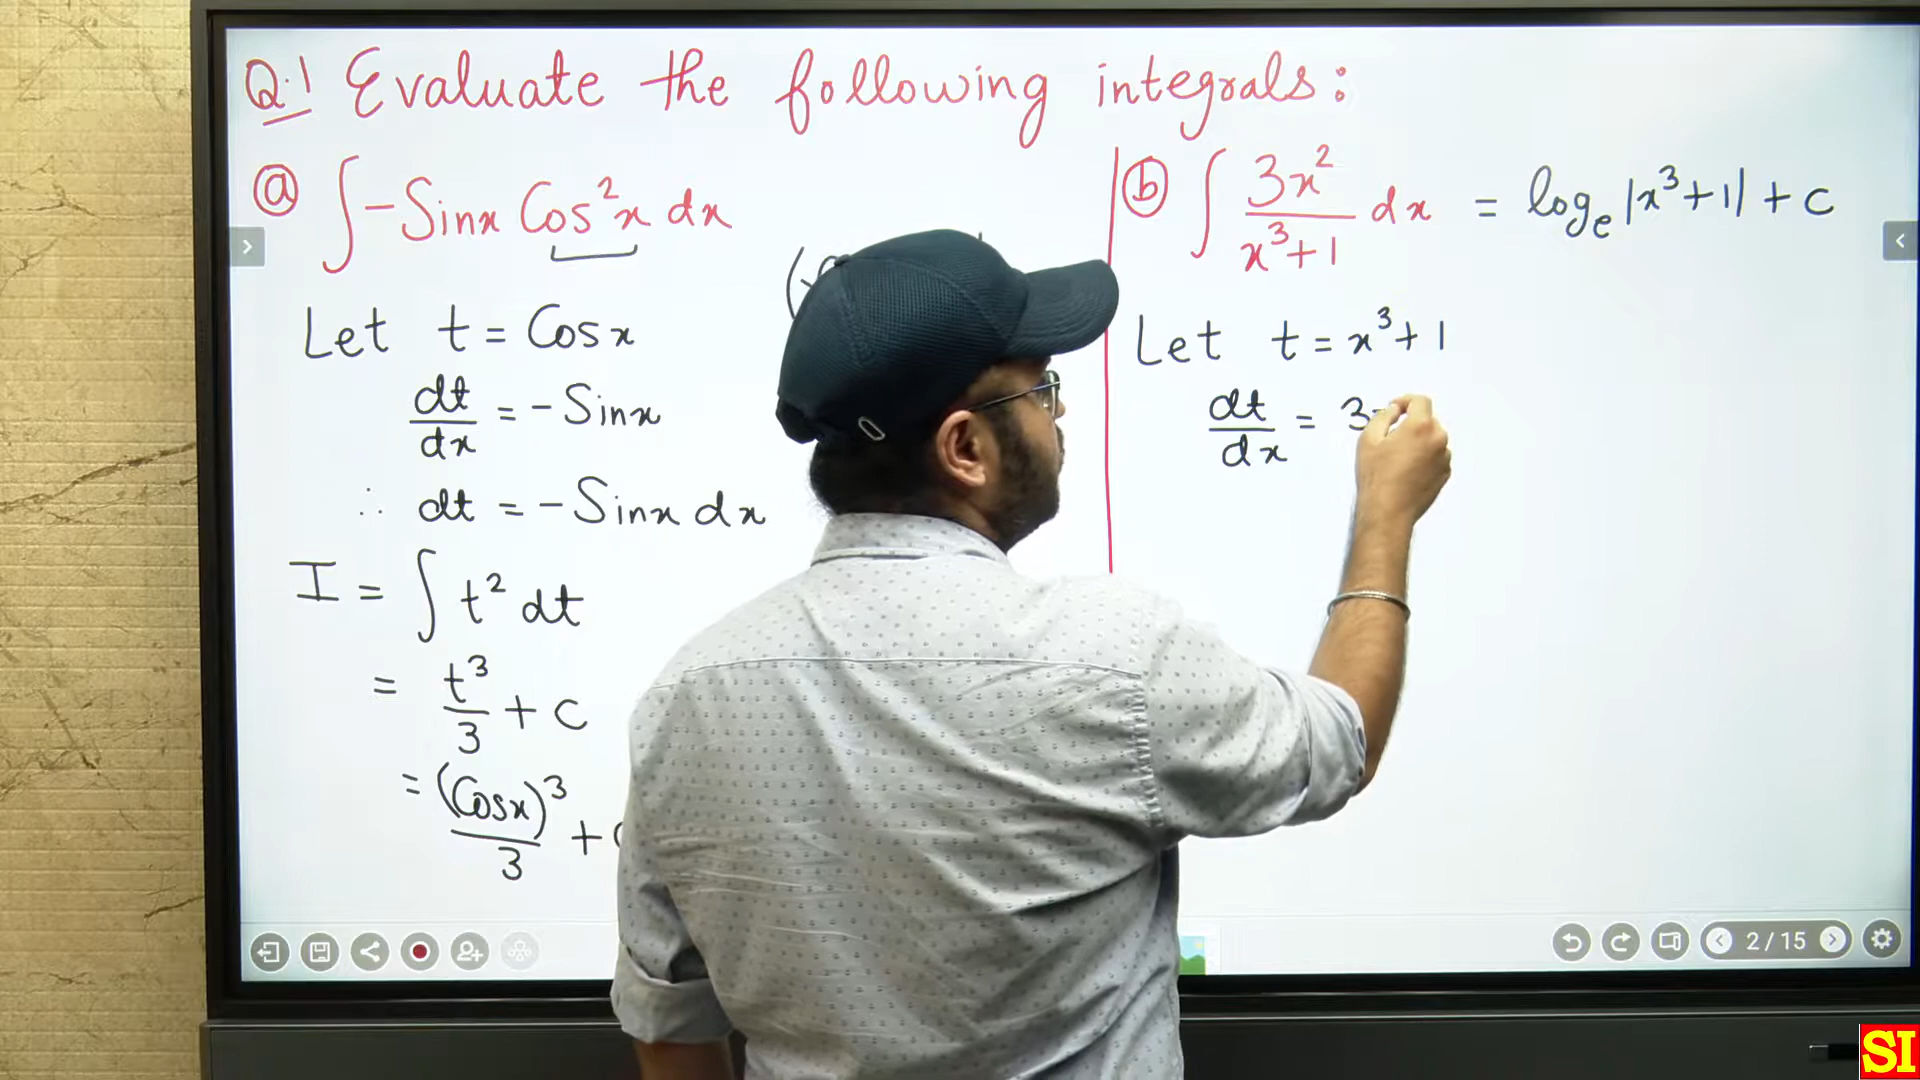 Q.1 Evaluate the following integrals:
ⓐ ∫ -Sinx Cos²x dx
Let t = Cosx
dt/dx = -Sinx
∴ dt = -Sinx dx
I = ∫ t² dt
= t³/3 + c
= (Cosx)³/3 +
ⓑ ∫ 3x²/(x³+1) dx = logₑ |x³+1| + c
Let t = x³+1
dt/dx = 3
2/15
SI